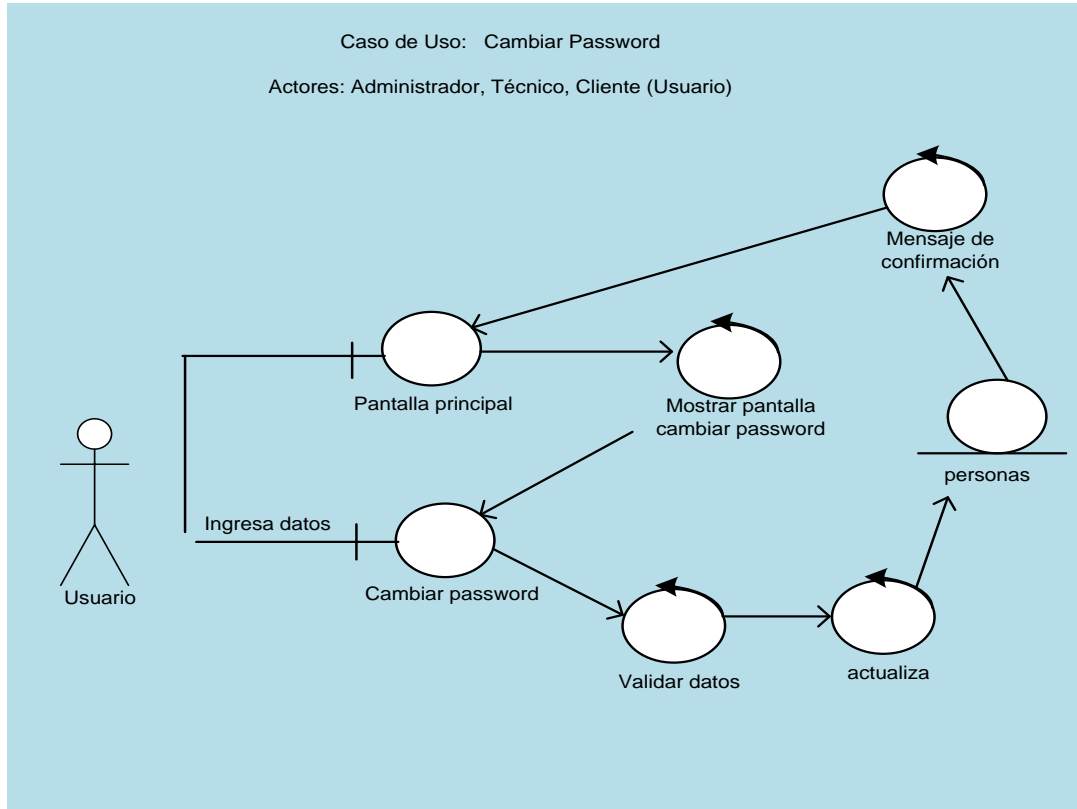 Caso de Uso: Cambiar Password
Actores: Administrador, Técnico, Cliente (Usuario)
Mensaje de
confirmación
Pantalla principal
Mostrar pantalla
cambiar password
personas
Ingresa datos
Usuario
Cambiar password
Validar datos
actualiza